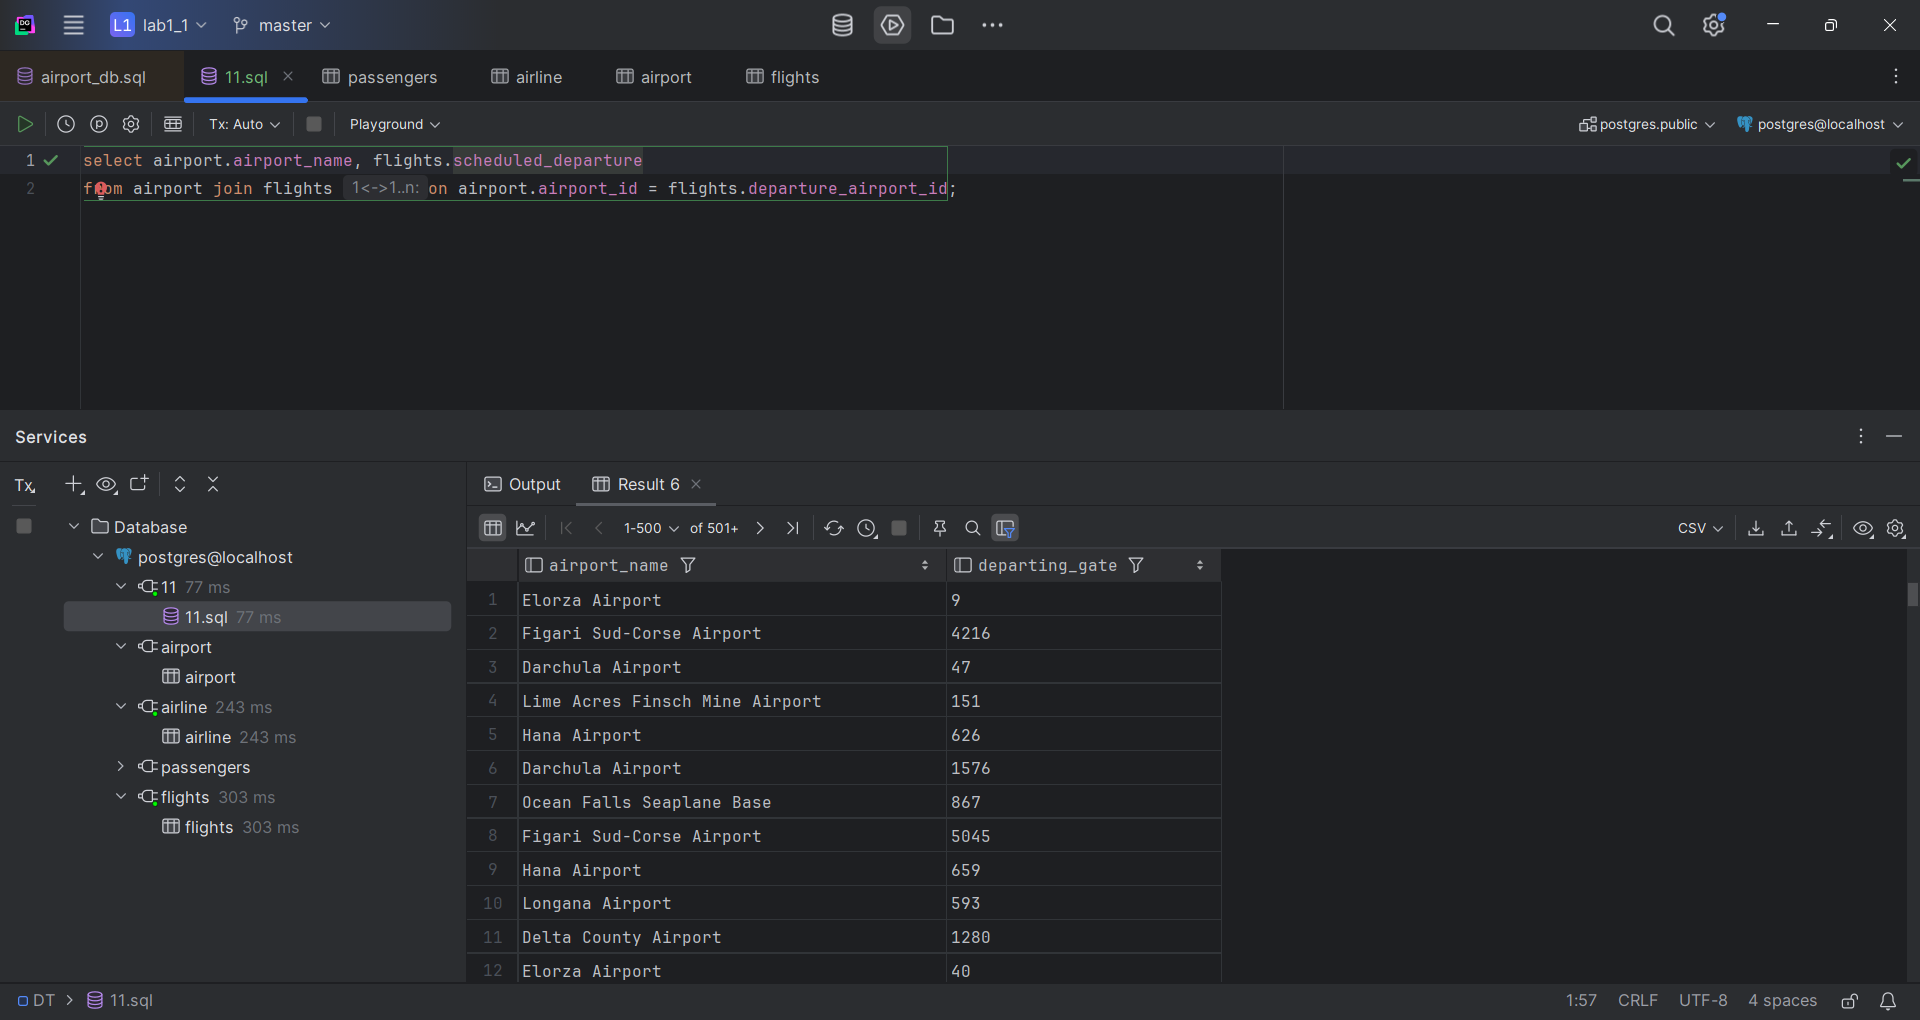 L1 lab1_1 master
airport_db.sql 11.sql passengers airline airport flights
Tx: Auto Playground postgres.public postgres@localhost
1 select airport.airport_name, flights.scheduled_departure
2 from airport join flights 1<->1..n: on airport.airport_id = flights.departure_airport_id;
Services
Tx Output Result 6
1-500 of 501+ CSV
Database
postgres@localhost
11 77 ms
11.sql 77 ms
airport
airport
airline 243 ms
airline 243 ms
passengers
flights 303 ms
flights 303 ms
airport_name departing_gate
1 Elorza Airport 9
2 Figari Sud-Corse Airport 4216
3 Darchula Airport 47
4 Lime Acres Finsch Mine Airport 151
5 Hana Airport 626
6 Darchula Airport 1576
7 Ocean Falls Seaplane Base 867
8 Figari Sud-Corse Airport 5045
9 Hana Airport 659
10 Longana Airport 593
11 Delta County Airport 1280
12 Elorza Airport 40
DT 11.sql 1:57 CRLF UTF-8 4 spaces